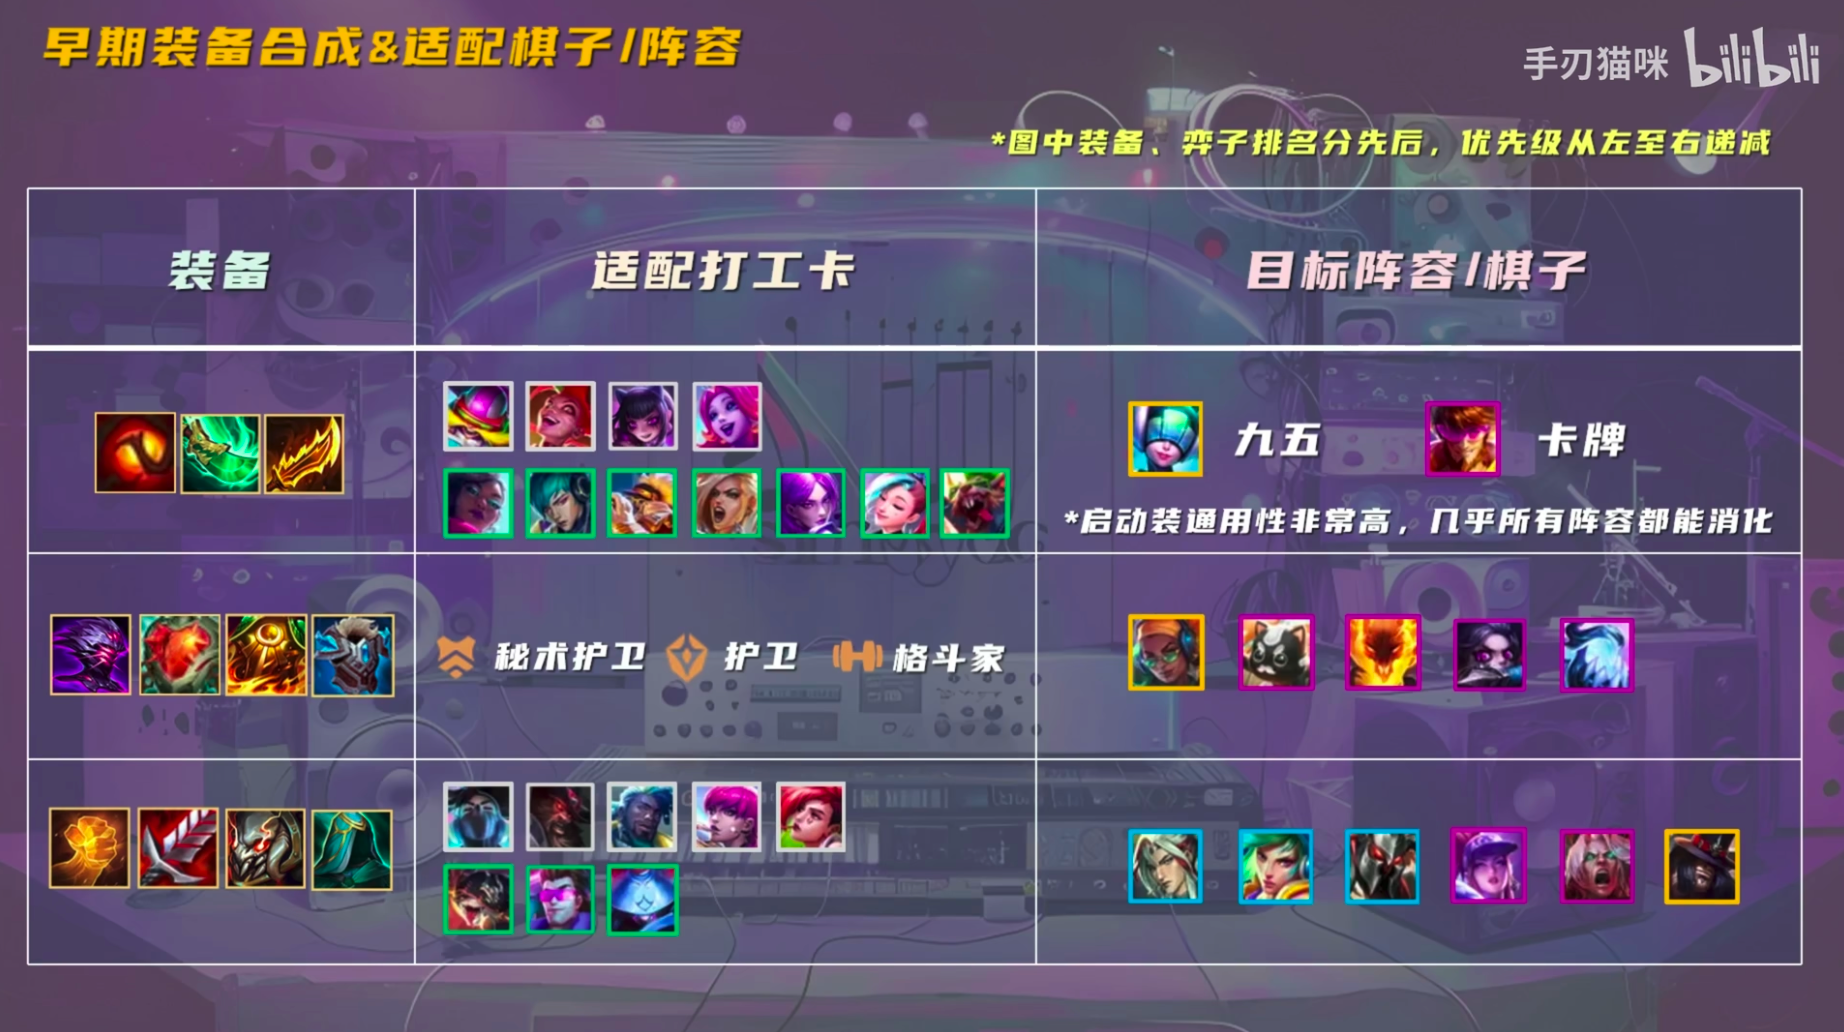 早期装备合成&适配棋子/阵容
手刃猫咪 bilibili
*图中装备、弈子排名分先后，优先级从左至右递减
装备
适配打工卡
目标阵容/棋子
九五
卡牌
*启动装通用性非常高，几乎所有阵容都能消化
秘术护卫
护卫
格斗家